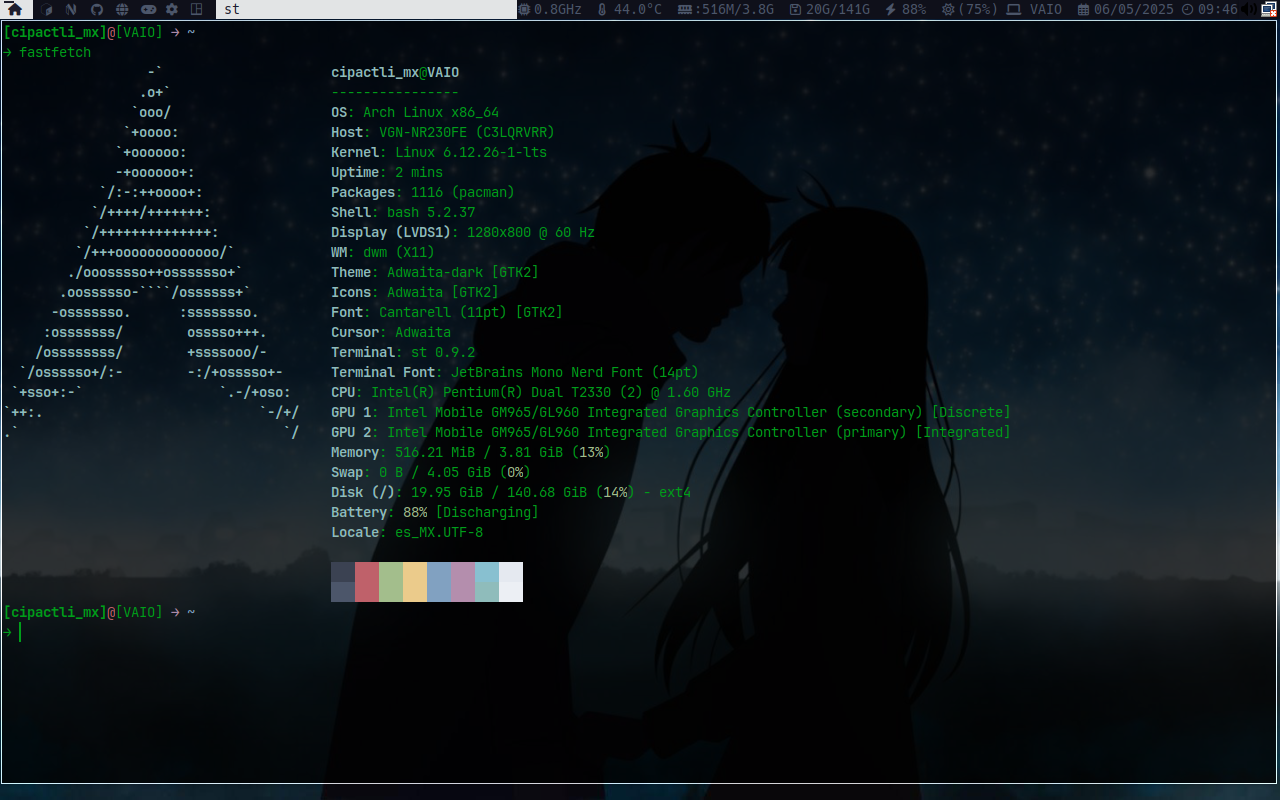 st 0.8GHz 44.0°C :516M/3.8G 20G/141G 88% (75%) VAIO 06/05/2025 09:46
[cipactli_mx]@[VAIO] → ~
→ fastfetch
-` cipactli_mx@VAIO
.o+` ----------------
`ooo/ OS: Arch Linux x86_64
`+oooo: Host: VGN-NR230FE (C3LQRVRR)
`+oooooo: Kernel: Linux 6.12.26-1-lts
-+oooooo+: Uptime: 2 mins
`/:-:++oooo+: Packages: 1116 (pacman)
`/++++/+++++++: Shell: bash 5.2.37
`/++++++++++++++: Display (LVDS1): 1280x800 @ 60 Hz
`/+++ooooooooooooo/` WM: dwm (X11)
./ooosssso++osssssso+` Theme: Adwaita-dark [GTK2]
.oossssso-````/ossssss+` Icons: Adwaita [GTK2]
-osssssso. :ssssssso. Font: Cantarell (11pt) [GTK2]
:osssssss/ osssso+++. Cursor: Adwaita
/ossssssss/ +ssssooo/- Terminal: st 0.9.2
`/ossssso+/:- -:/+osssso+- Terminal Font: JetBrains Mono Nerd Font (14pt)
`+sso+:-` `.-/+oso: CPU: Intel(R) Pentium(R) Dual T2330 (2) @ 1.60 GHz
`++:. `-/+/ GPU 1: Intel Mobile GM965/GL960 Integrated Graphics Controller (secondary) [Discrete]
.` `/ GPU 2: Intel Mobile GM965/GL960 Integrated Graphics Controller (primary) [Integrated]
Memory: 516.21 MiB / 3.81 GiB (13%)
Swap: 0 B / 4.05 GiB (0%)
Disk (/): 19.95 GiB / 140.68 GiB (14%) - ext4
Battery: 88% [Discharging]
Locale: es_MX.UTF-8
[cipactli_mx]@[VAIO] → ~
→